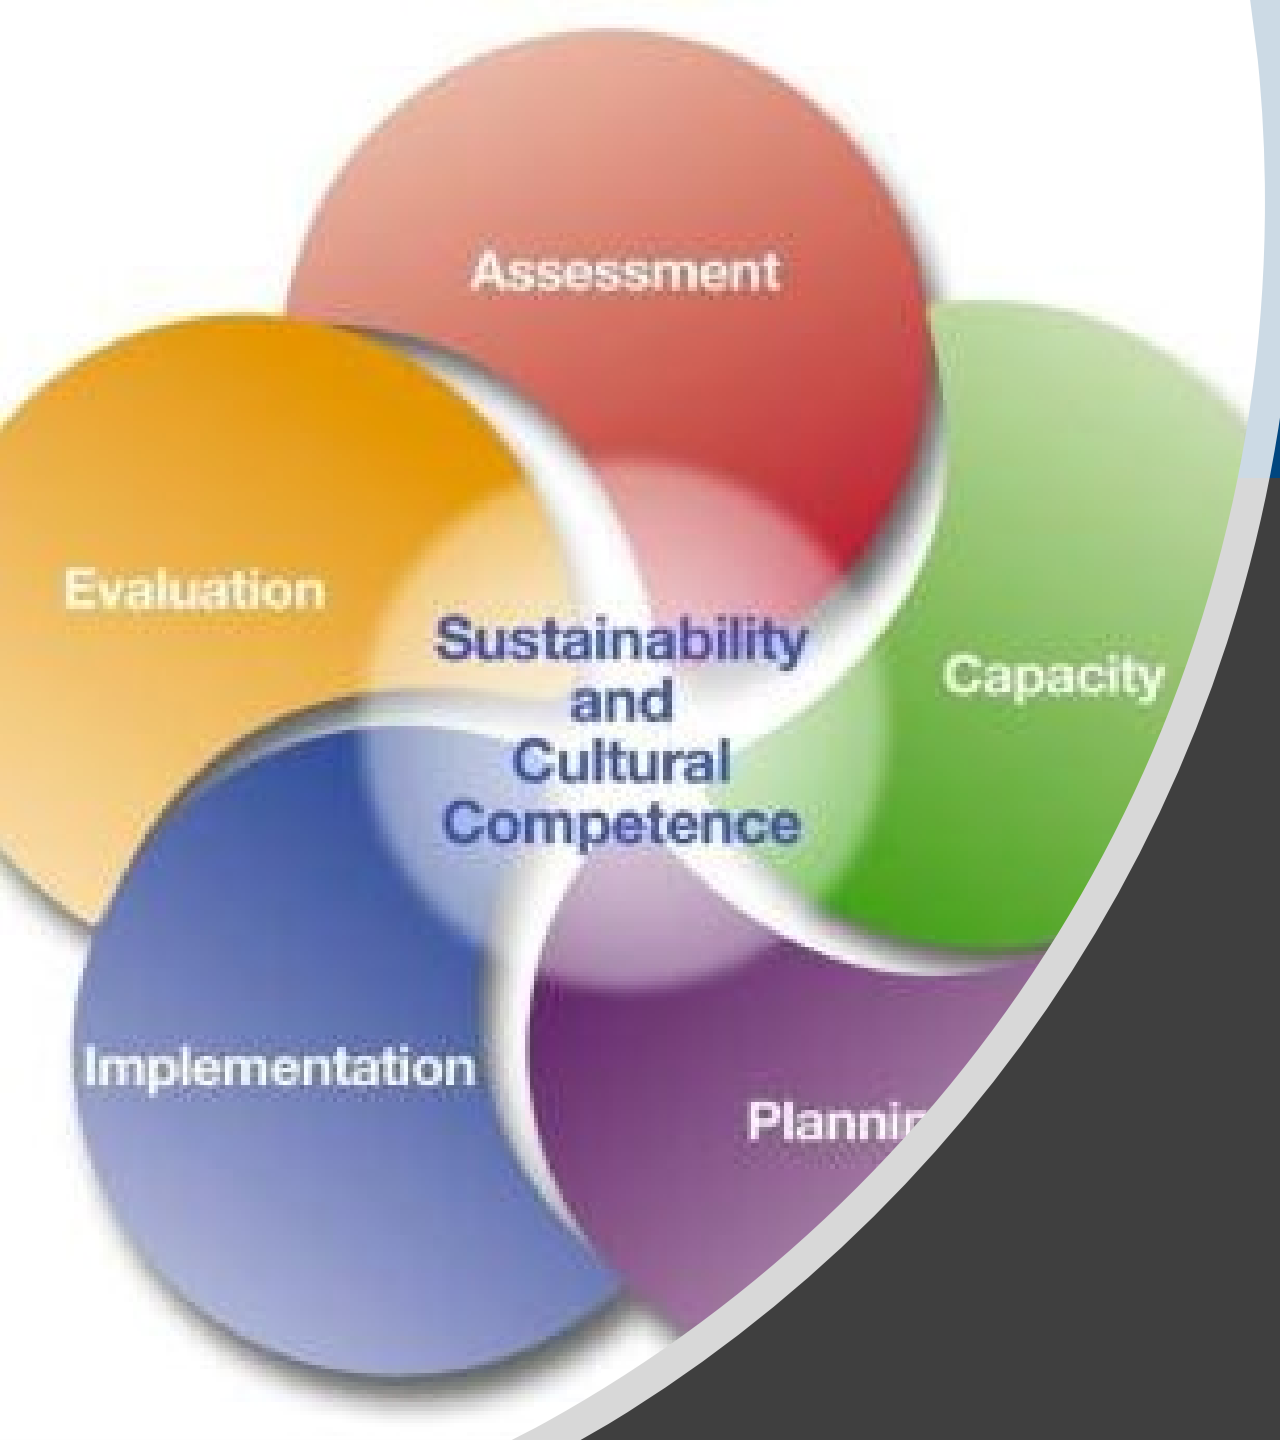 Assessment
Evaluation
Capacity
Sustainability
and
Cultural
Competence
Implementation
Plannin